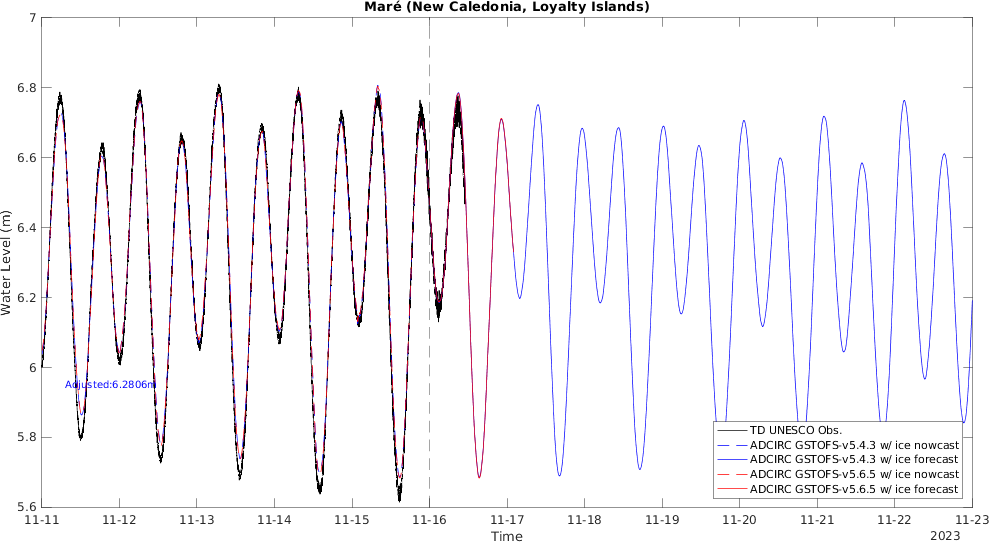 Maré (New Caledonia, Loyalty Islands)
7
6.8
6.6
6.4
6.2
6
5.8
5.6
Water Level (m)
Adjusted:6.2806m
TD UNESCO Obs.
ADCIRC GSTOFS-v5.4.3 w/ ice nowcast
ADCIRC GSTOFS-v5.4.3 w/ ice forecast
ADCIRC GSTOFS-v5.6.5 w/ ice nowcast
ADCIRC GSTOFS-v5.6.5 w/ ice forecast
11-11 11-12 11-13 11-14 11-15 11-16 11-17 11-18 11-19 11-20 11-21 11-22 11-23
Time
2023